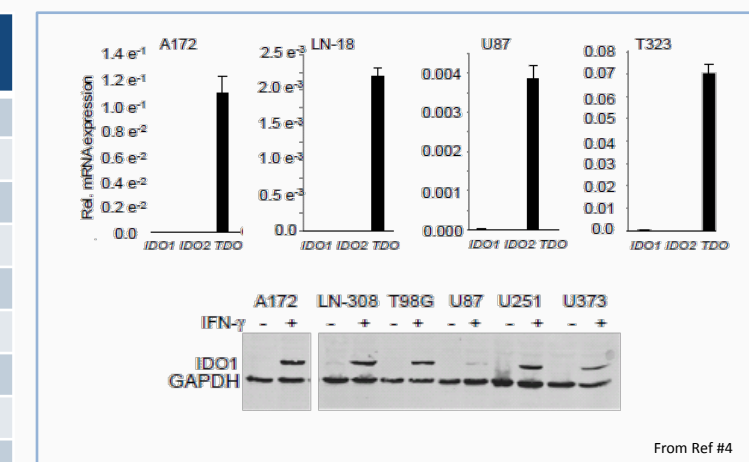 A172 LN-18 U87 T323
Rel. mRNA expression
1.4 e-1
1.2 e-1
1.0 e-1
0.8 e-2
0.6 e-2
0.4 e-2
0.2 e-2
0.0
IDO1 IDO2 TDO
2.5 e-3
2.0 e-3
1.5 e-3
1.0 e-3
0.5 e-3
0.0
IDO1 IDO2 TDO
0.004
0.003
0.002
0.001
0.000
IDO1 IDO2 TDO
0.08
0.07
0.06
0.05
0.04
0.03
0.02
0.01
0.0
IDO1 IDO2 TDO
A172 LN-308 T98G U87 U251 U373
IFN-γ - + - + - + - + - + - +
IDO1
GAPDH
From Ref #4